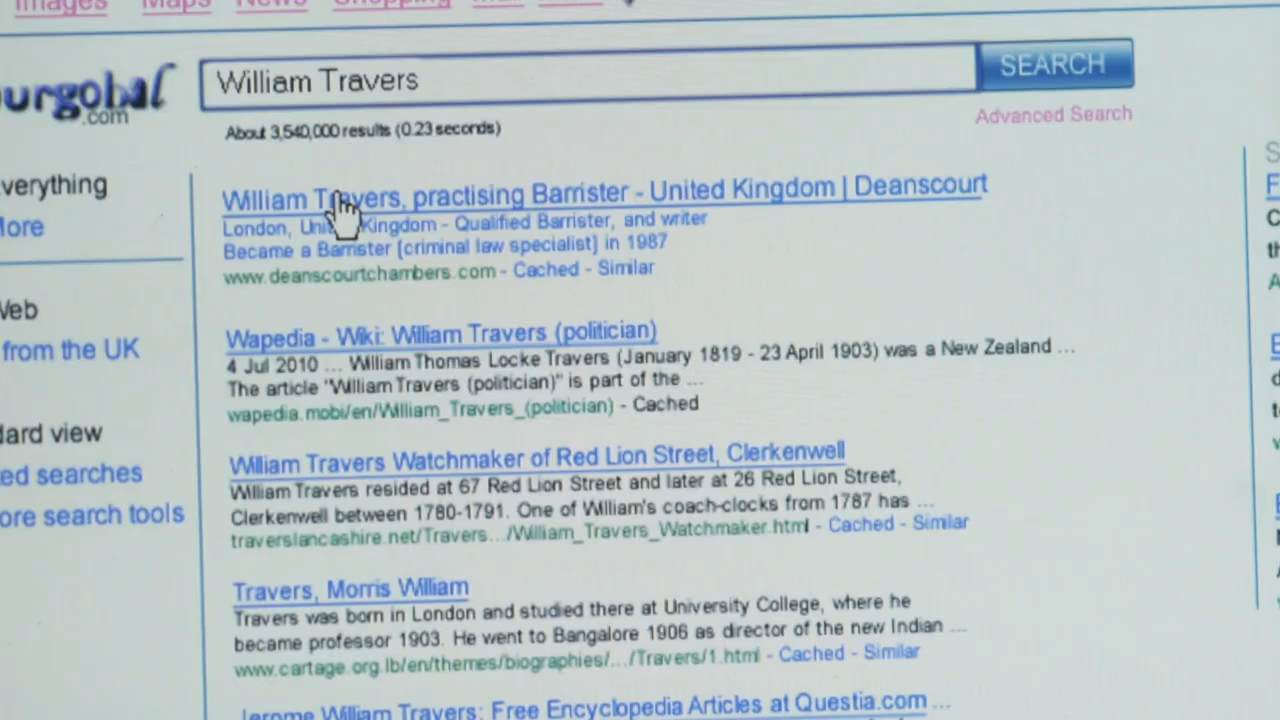 Images Maps News Shopping
urgobal
.com
William Travers
SEARCH
About 3,540,000 results (0.23 seconds)
Advanced Search
verything
More
Web
from the UK
dard view
ed searches
ore search tools
William Travers, practising Barrister - United Kingdom | Deanscourt
London, United Kingdom - Qualified Barrister, and writer
Became a Barrister [criminal law specialist] in 1987
www.deanscourtchambers.com - Cached - Similar
Wapedia - Wiki: William Travers (politician)
4 Jul 2010 ... William Thomas Locke Travers (January 1819 - 23 April 1903) was a New Zealand ...
The article "William Travers (politician)" is part of the ...
wapedia.mobi/en/William_Travers_(politician) - Cached
William Travers Watchmaker of Red Lion Street, Clerkenwell
William Travers resided at 67 Red Lion Street and later at 26 Red Lion Street,
Clerkenwell between 1780-1791. One of William's coach-clocks from 1787 has ...
traverslancashire.net/Travers.../William_Travers_Watchmaker.html - Cached - Similar
Travers, Morris William
Travers was born in London and studied there at University College, where he
became professor 1903. He went to Bangalore 1906 as director of the new Indian ...
www.cartage.org.lb/en/themes/biographies/.../Travers/1.html - Cached - Similar
Jerome William Travers: Free Encyclopedia Articles at Questia.com ...